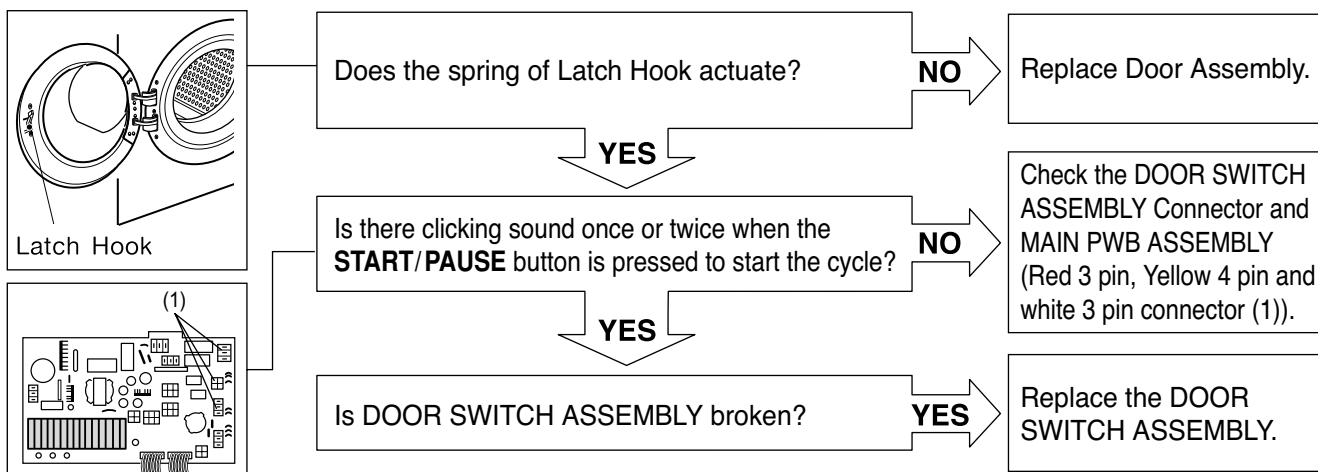 Latch Hook
Does the spring of Latch Hook actuate?
NO
Replace Door Assembly.
YES
(1)
Is there clicking sound once or twice when the
START/PAUSE button is pressed to start the cycle?
NO
Check the DOOR SWITCH
ASSEMBLY Connector and
MAIN PWB ASSEMBLY
(Red 3 pin, Yellow 4 pin and
white 3 pin connector (1)).
YES
Is DOOR SWITCH ASSEMBLY broken?
YES
Replace the DOOR
SWITCH ASSEMBLY.